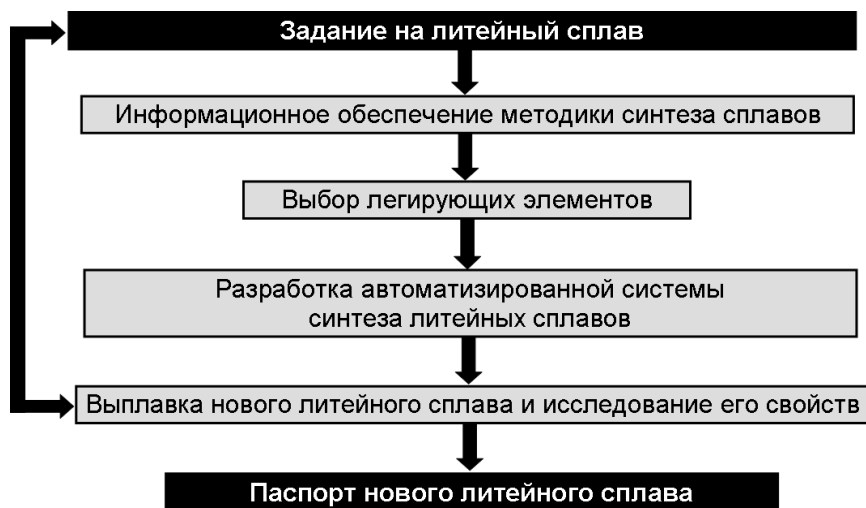 Задание на литейный сплав
Информационное обеспечение методики синтеза сплавов
Выбор легирующих элементов
Разработка автоматизированной системы
синтеза литейных сплавов
Выплавка нового литейного сплава и исследование его свойств
Паспорт нового литейного сплава